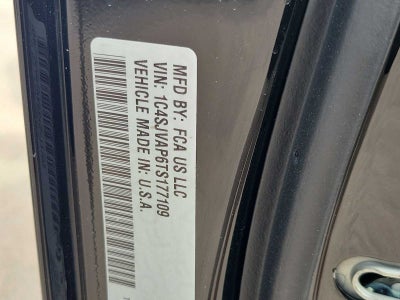 MFD BY: FCA US LLC
VIN: 1C4SJVAP6TS177109
VEHICLE MADE IN: U.S.A.